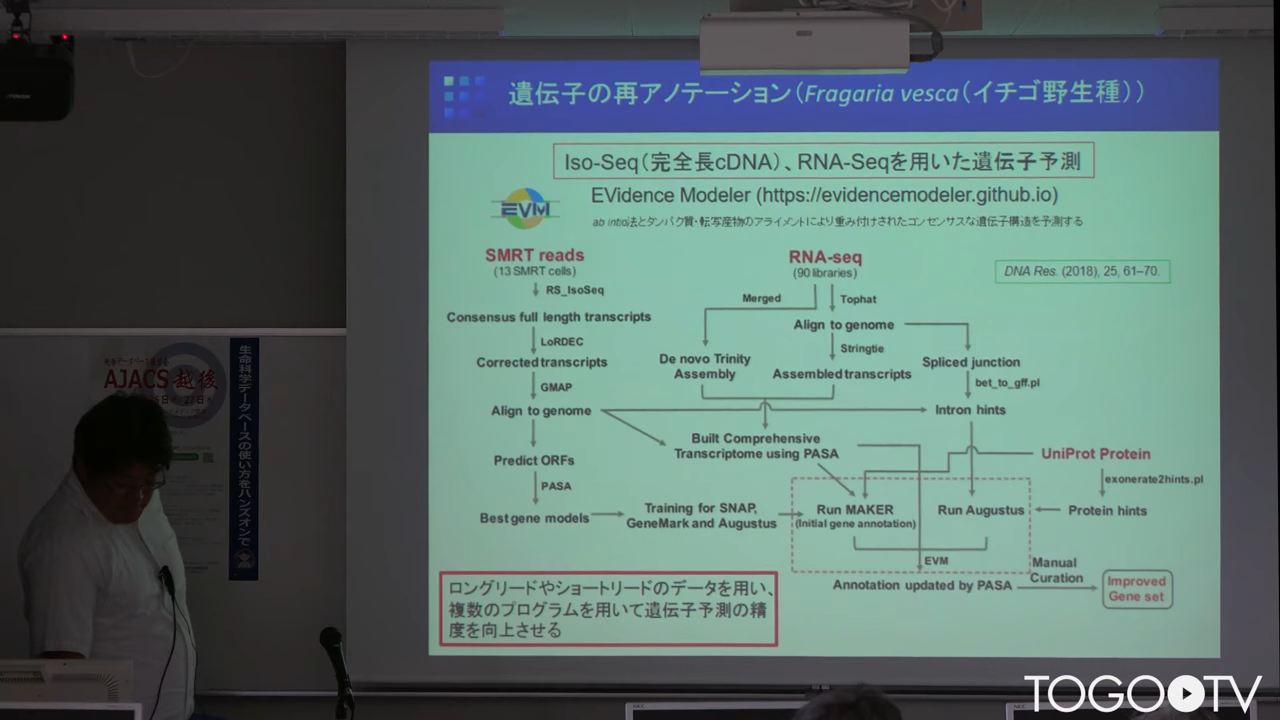 遺伝子の再アノテーション(Fragaria vesca(イチゴ野生種))
Iso-Seq(完全長cDNA)、RNA-Seqを用いた遺伝子予測
EVM
EVidence Modeler (https://evidencemodeler.github.io)
ab intio法とタンパク質・転写産物のアライメントにより重み付けされたコンセンサスな遺伝子構造を予測する
SMRT reads
(13 SMRT cells)
RNA-seq
(90 libraries)
DNA Res. (2018), 25, 61–70.
RS_IsoSeq
Merged
Tophat
Consensus full length transcripts
Align to genome
LoRDEC
Stringtie
Corrected transcripts
De novo Trinity
Assembly
Assembled transcripts
Spliced junction
GMAP
bet_to_gff.pl
Align to genome
Intron hints
Built Comprehensive
Transcriptome using PASA
Predict ORFs
UniProt Protein
PASA
exonerate2hints.pl
Best gene models
Training for SNAP,
GeneMark and Augustus
Run MAKER
(Initial gene annotation)
Run Augustus
Protein hints
EVM
Annotation updated by PASA
Manual
Curation
Improved
Gene set
ロングリードやショートリードのデータを用い、
複数のプログラムを用いて遺伝子予測の精
度を向上させる
AJACS越後
生命科学データベースの使い方をハンズオンで
TOGOTV